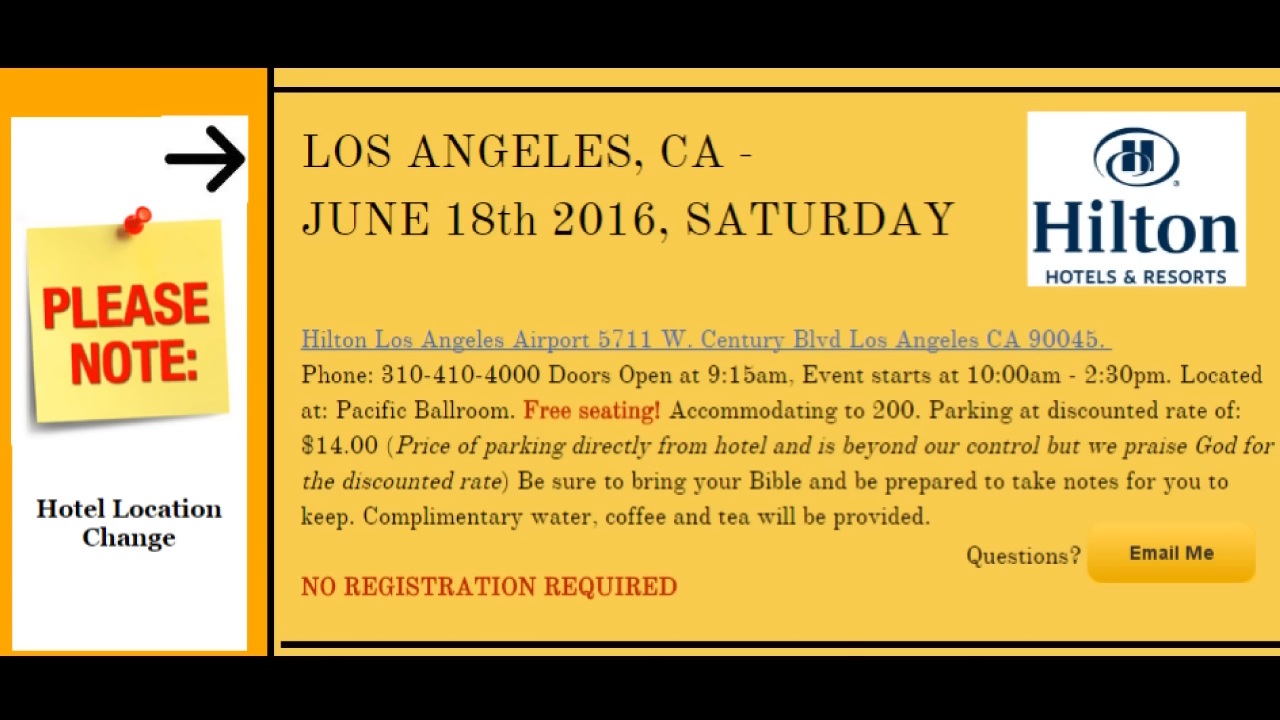 PLEASE
NOTE:
Hotel Location
Change
LOS ANGELES, CA -
JUNE 18th 2016, SATURDAY
Hilton
HOTELS & RESORTS
Hilton Los Angeles Airport 5711 W. Century Blvd Los Angeles CA 90045.
Phone: 310-410-4000 Doors Open at 9:15am, Event starts at 10:00am - 2:30pm. Located
at: Pacific Ballroom. Free seating! Accommodating to 200. Parking at discounted rate of:
$14.00 (Price of parking directly from hotel and is beyond our control but we praise God for
the discounted rate) Be sure to bring your Bible and be prepared to take notes for you to
keep. Complimentary water, coffee and tea will be provided.
Questions? Email Me
NO REGISTRATION REQUIRED